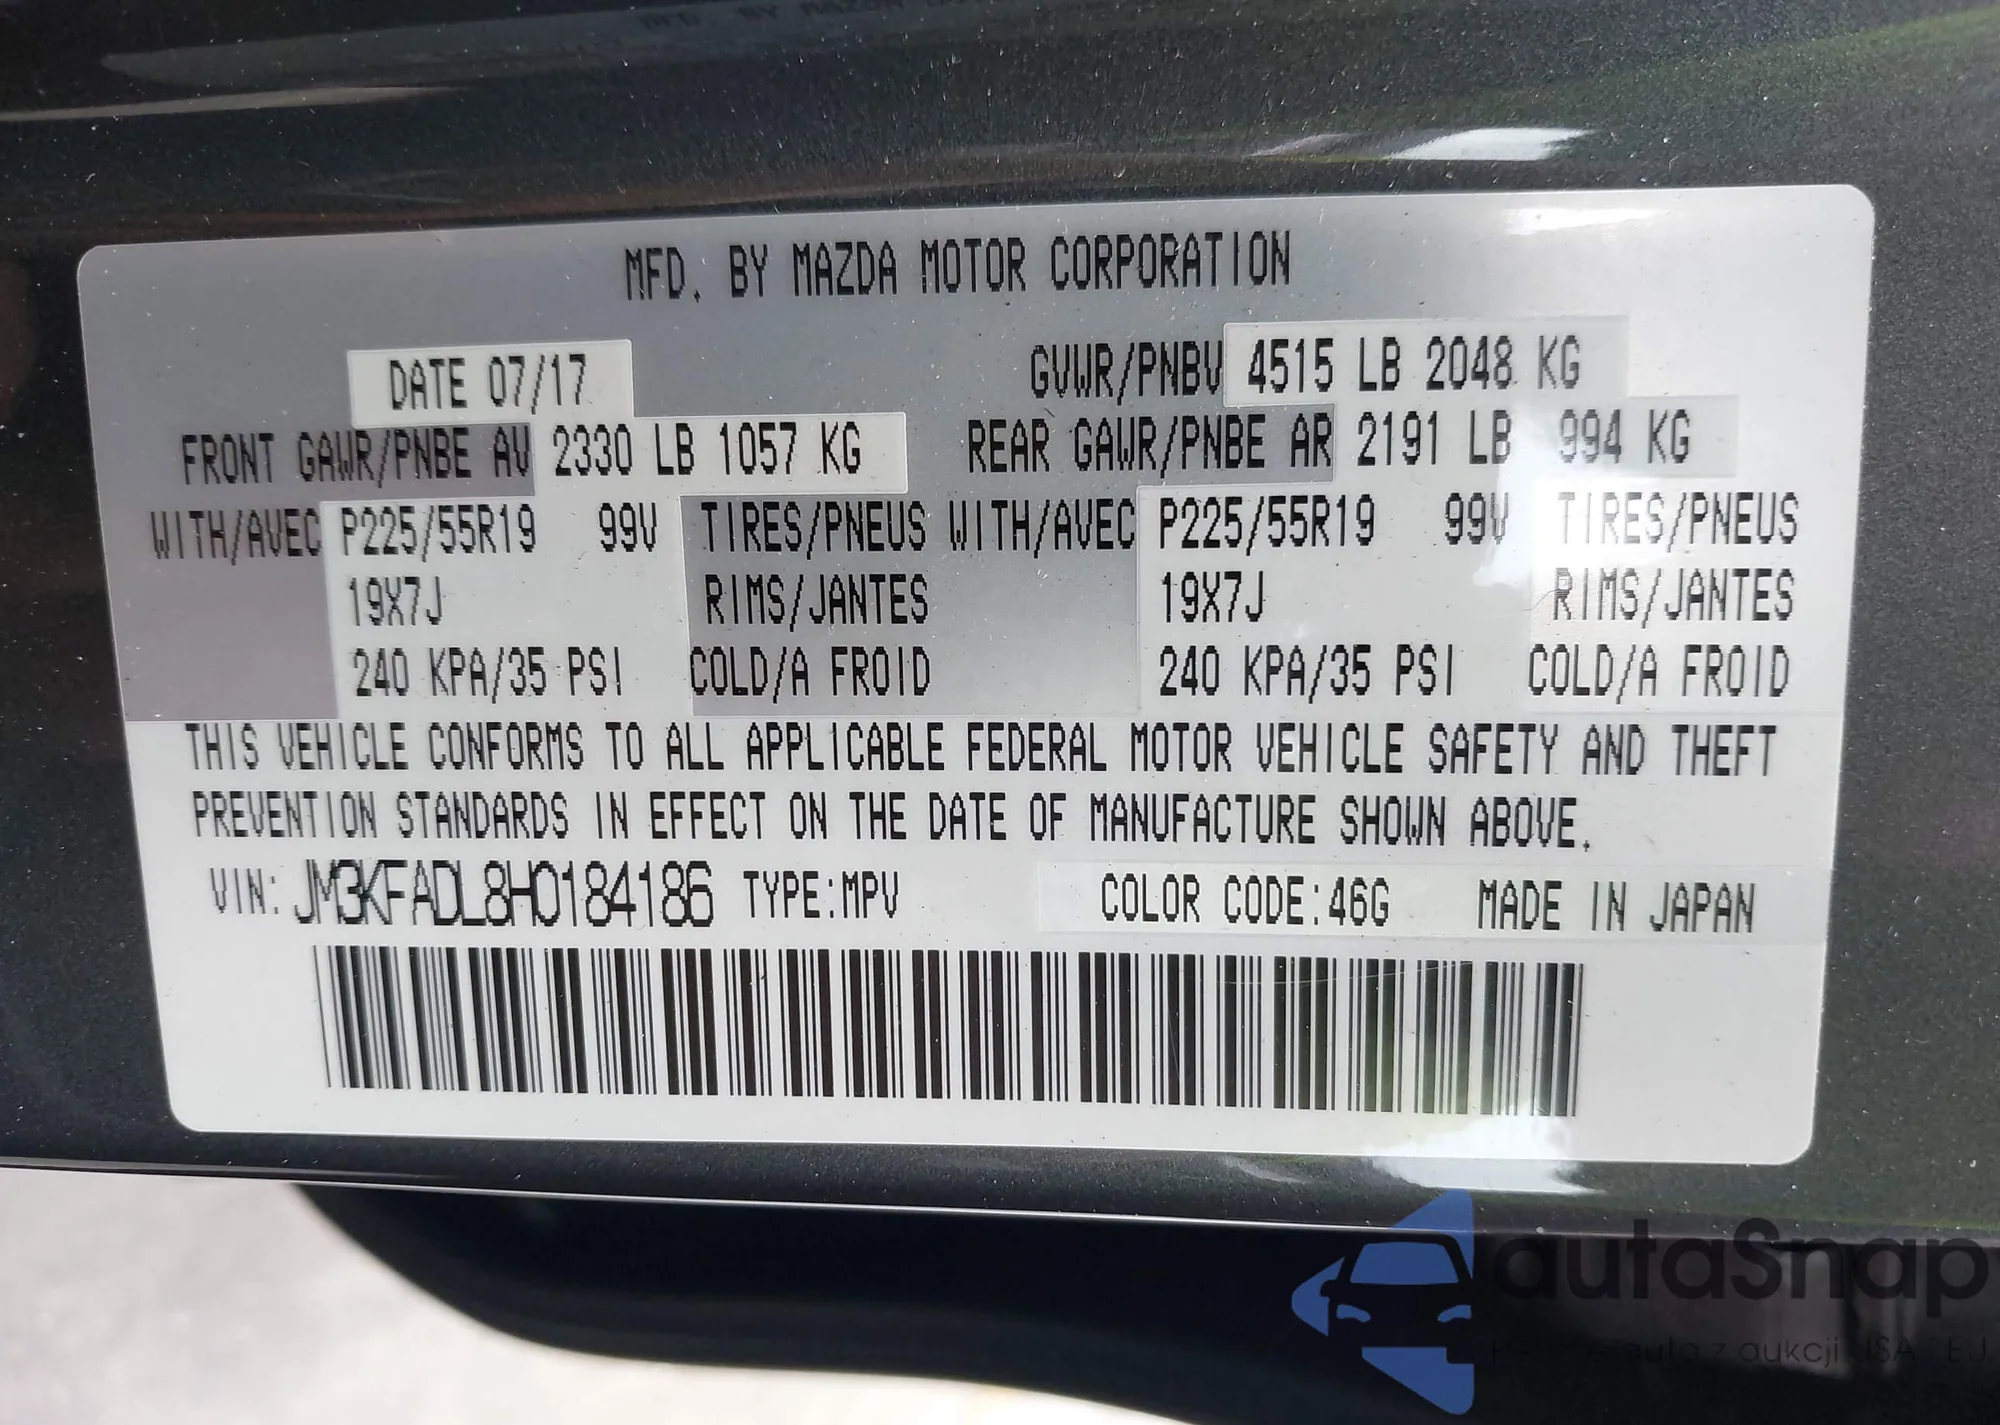 MFD. BY MAZDA MOTOR CORPORATION
DATE 07/17 GVWR/PNBV 4515 LB 2048 KG
FRONT GAWR/PNBE AV 2330 LB 1057 KG REAR GAWR/PNBE AR 2191 LB 994 KG
WITH/AVEC P225/55R19 99V TIRES/PNEUS WITH/AVEC P225/55R19 99V TIRES/PNEUS
19X7J RIMS/JANTES 19X7J RIMS/JANTES
240 KPA/35 PSI COLD/A FROID 240 KPA/35 PSI COLD/A FROID
THIS VEHICLE CONFORMS TO ALL APPLICABLE FEDERAL MOTOR VEHICLE SAFETY AND THEFT
PREVENTION STANDARDS IN EFFECT ON THE DATE OF MANUFACTURE SHOWN ABOVE.
VIN: JM3KFADL8H0184186 TYPE:MPV COLOR CODE:46G MADE IN JAPAN
autaSnap
auta z aukcji USA i EU